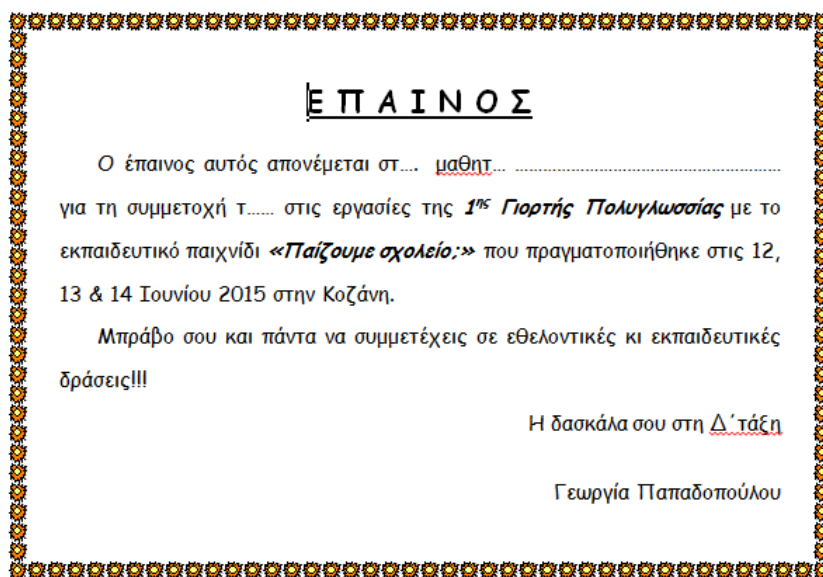 Ε Π Α Ι Ν Ο Σ
Ο έπαινος αυτός απονέμεται στ.... μαθητ... ................................................................
για τη συμμετοχή τ...... στις εργασίες της 1ης Γιορτής Πολυγλωσσίας με το
εκπαιδευτικό παιχνίδι «Παίζουμε σχολείο;» που πραγματοποιήθηκε στις 12,
13 & 14 Ιουνίου 2015 στην Κοζάνη.
Μπράβο σου και πάντα να συμμετέχεις σε εθελοντικές κι εκπαιδευτικές
δράσεις!!!
Η δασκάλα σου στη Δ΄τάξη
Γεωργία Παπαδοπούλου